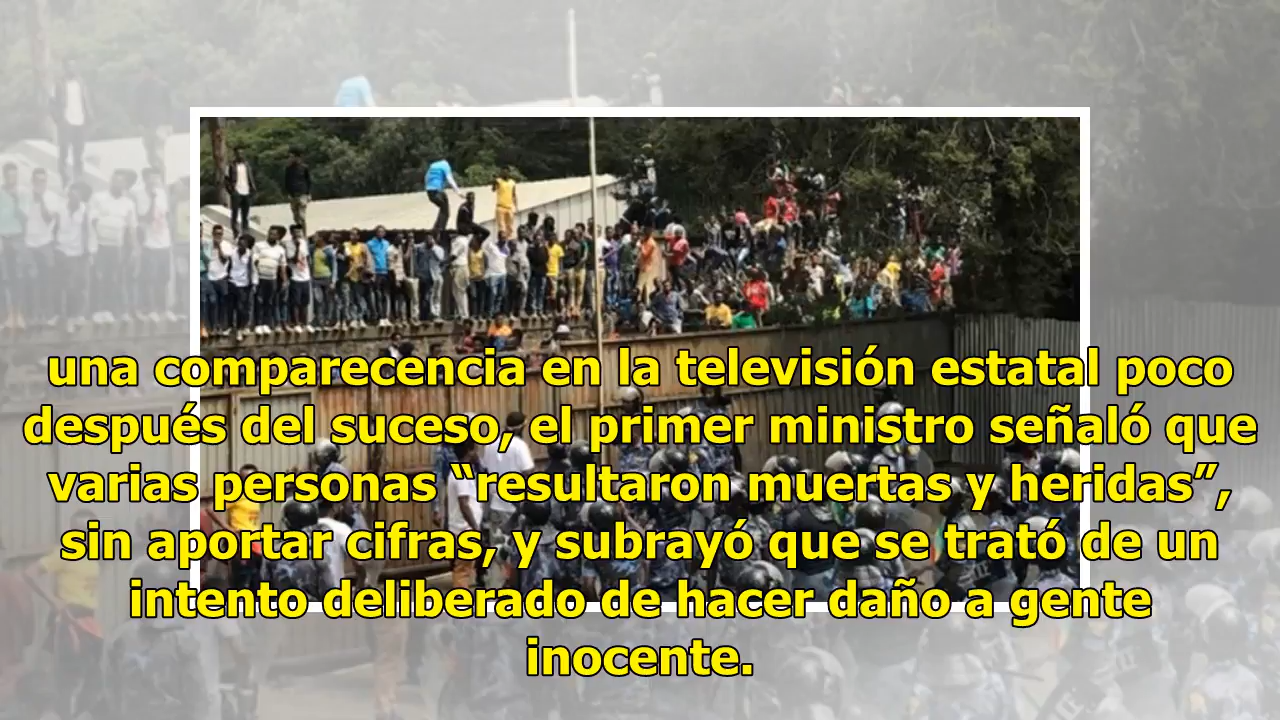 una comparecencia en la televisión estatal poco
después del suceso, el primer ministro señaló que
varias personas “resultaron muertas y heridas”,
sin aportar cifras, y subrayó que se trató de un
intento deliberado de hacer daño a gente
inocente.